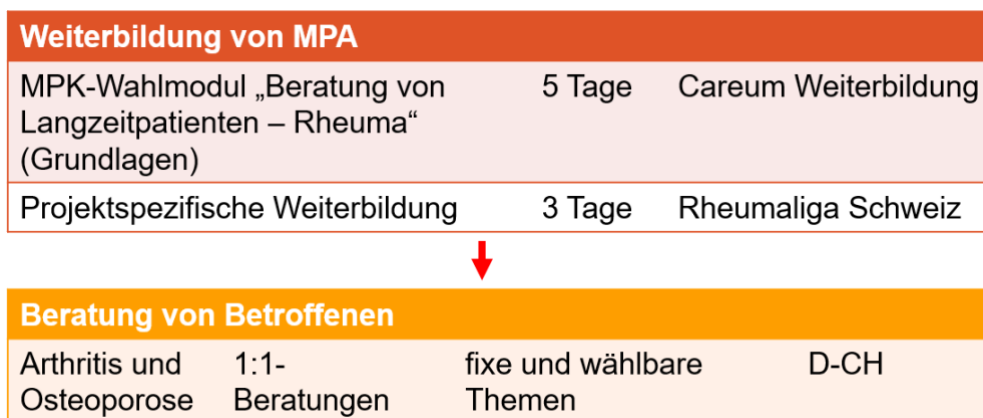 Weiterbildung von MPA
MPK-Wahlmodul „Beratung von Langzeitpatienten – Rheuma“ (Grundlagen) 5 Tage Careum Weiterbildung
Projektspezifische Weiterbildung 3 Tage Rheumaliga Schweiz
Beratung von Betroffenen
Arthritis und Osteoporose 1:1-Beratungen fixe und wählbare Themen D-CH